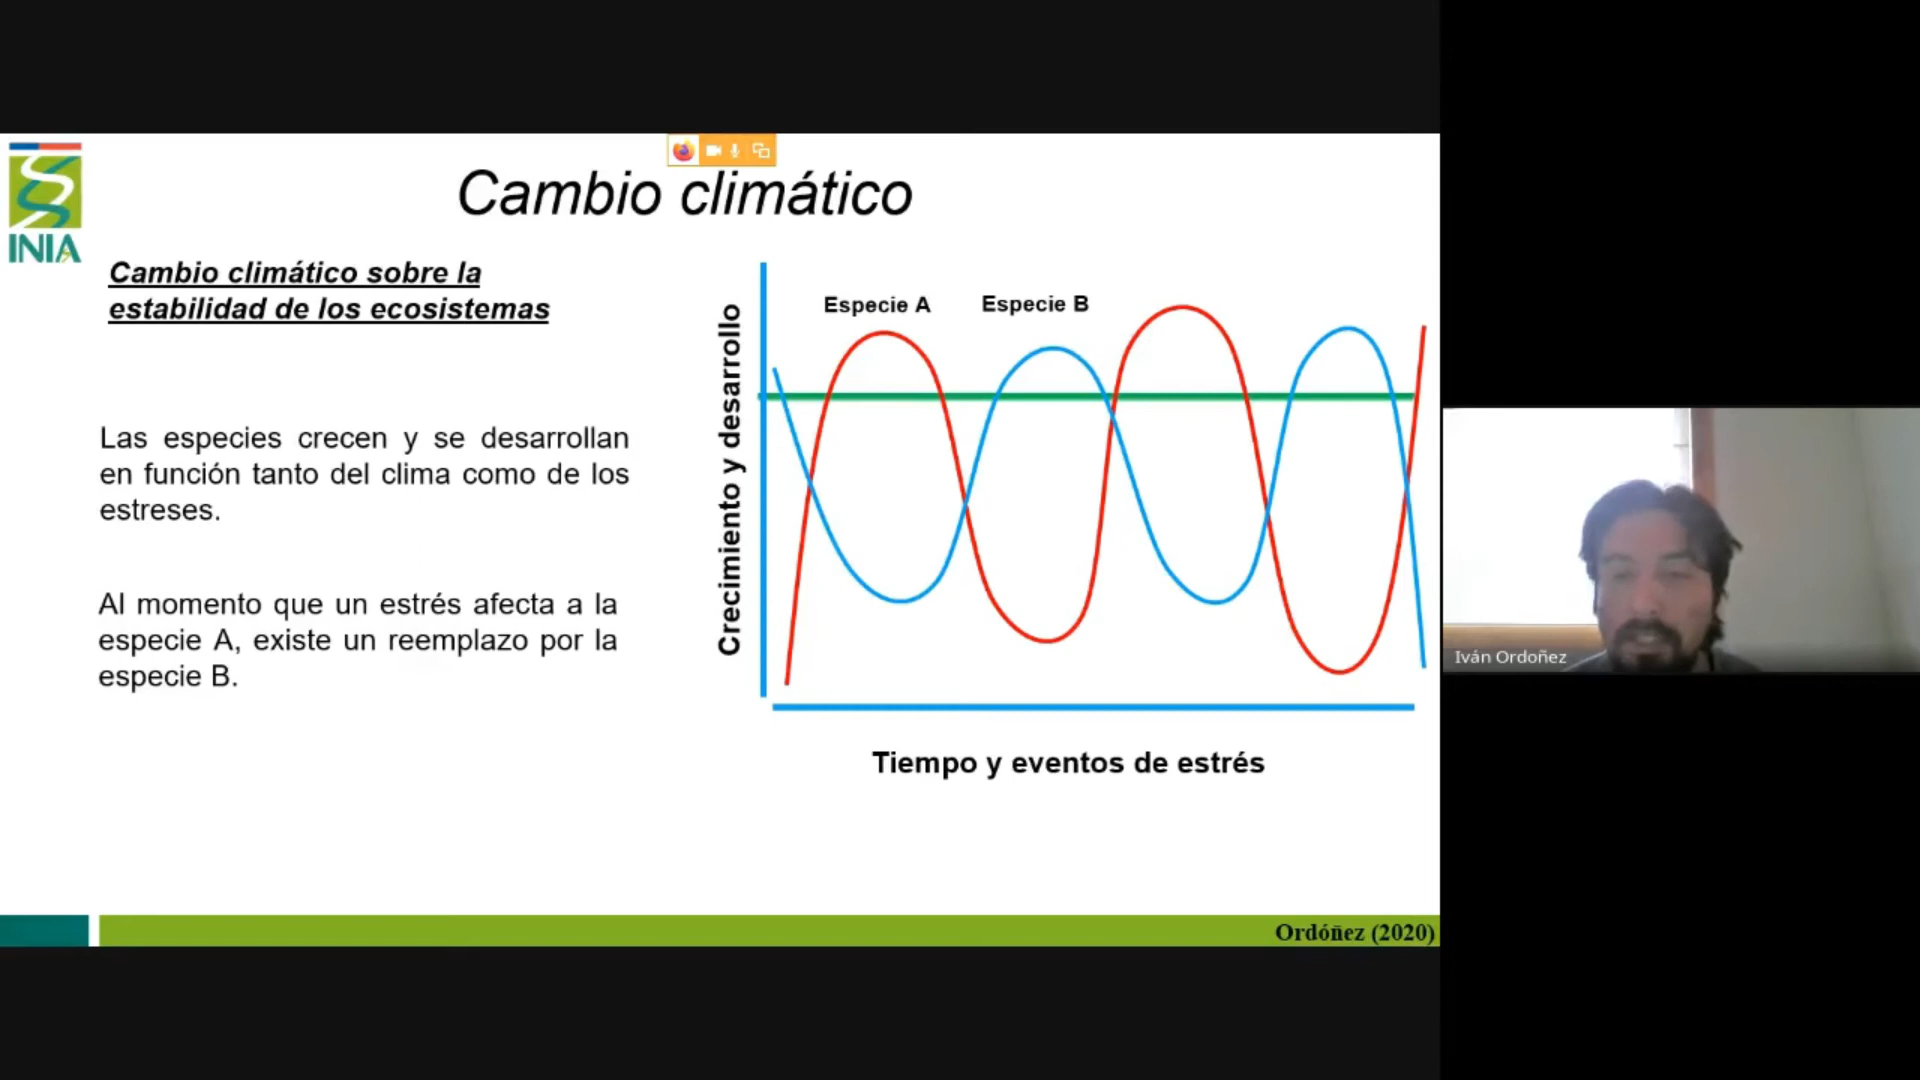 Cambio climático
INIA
Cambio climático sobre la
estabilidad de los ecosistemas
Las especies crecen y se desarrollan
en función tanto del clima como de los
estreses.
Al momento que un estrés afecta a la
especie A, existe un reemplazo por la
especie B.
Especie A
Especie B
Crecimiento y desarrollo
Tiempo y eventos de estrés
Ordóñez (2020)
Iván Ordoñez